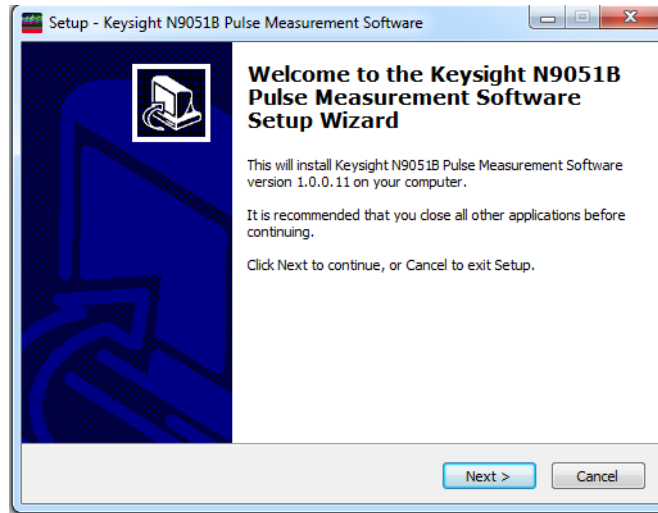 Setup - Keysight N9051B Pulse Measurement Software
Welcome to the Keysight N9051B
Pulse Measurement Software
Setup Wizard
This will install Keysight N9051B Pulse Measurement Software
version 1.0.0.11 on your computer.
It is recommended that you close all other applications before
continuing.
Click Next to continue, or Cancel to exit Setup.
Next >
Cancel